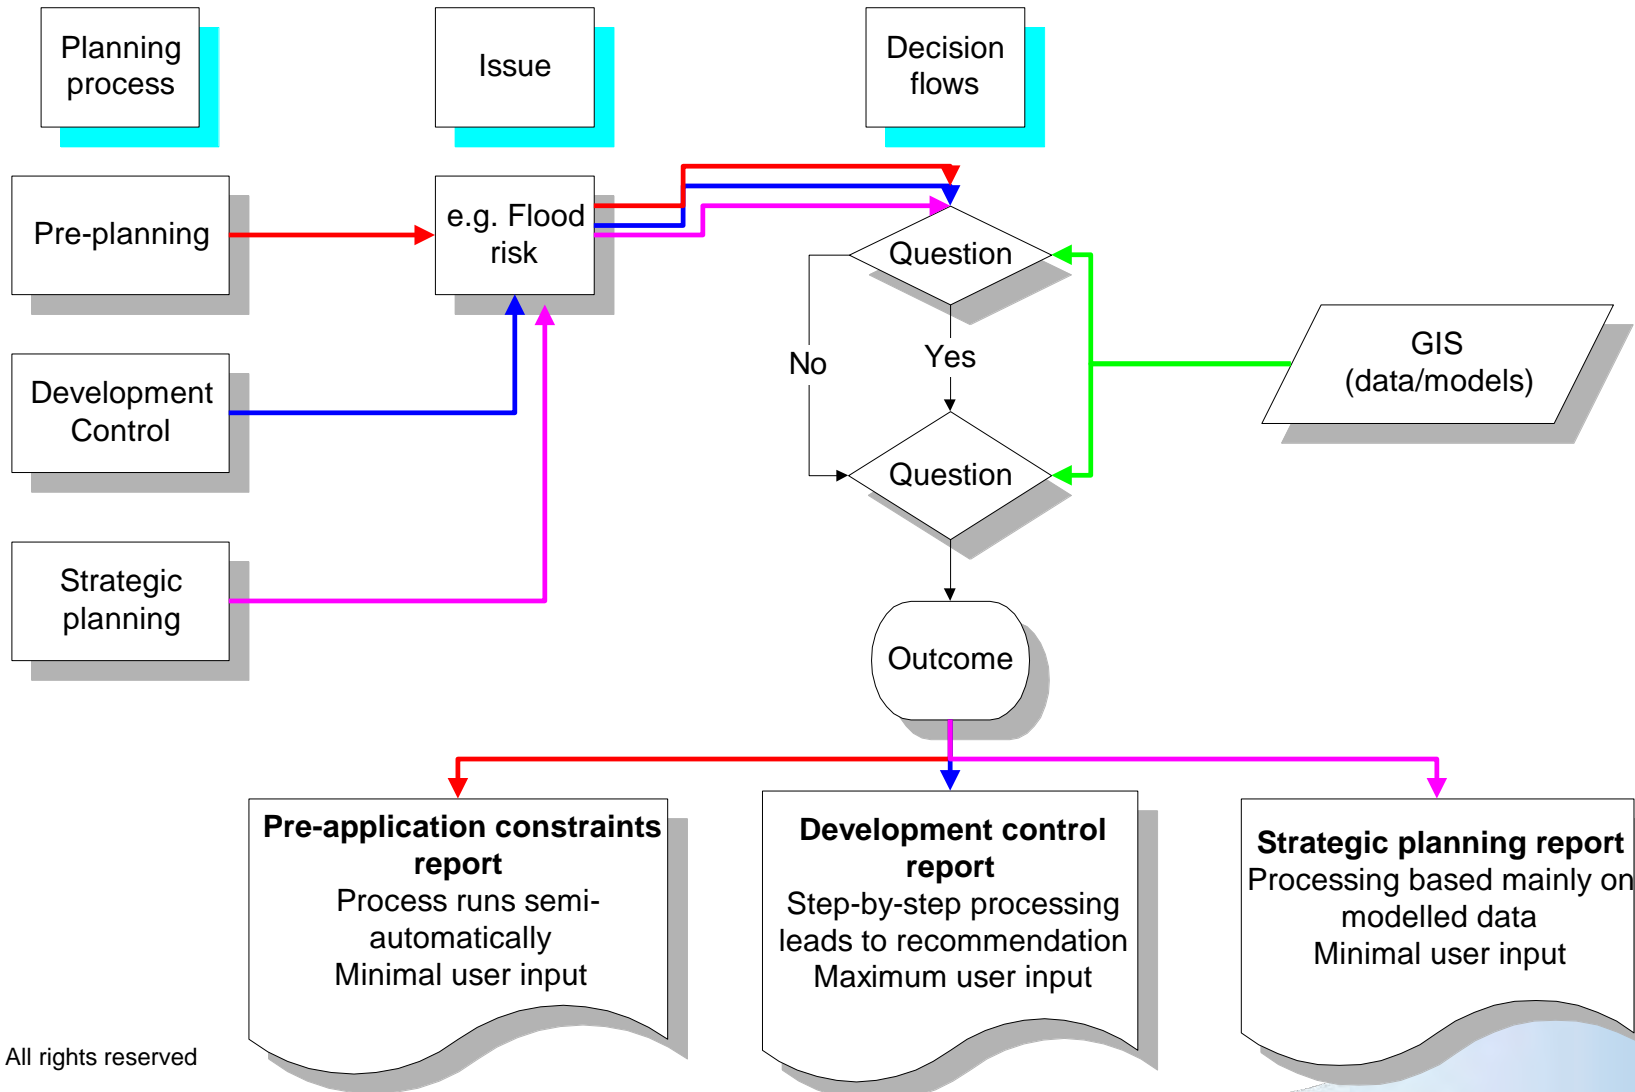 Planning
process
Issue
Decision
flows
Pre-planning
e.g. Flood
risk
Question
No
Yes
GIS
(data/models)
Development
Control
Question
Strategic
planning
Outcome
Pre-application constraints
report
Process runs semi-
automatically
Minimal user input
Development control
report
Step-by-step processing
leads to recommendation
Maximum user input
Strategic planning report
Processing based mainly on
modelled data
Minimal user input
All rights reserved